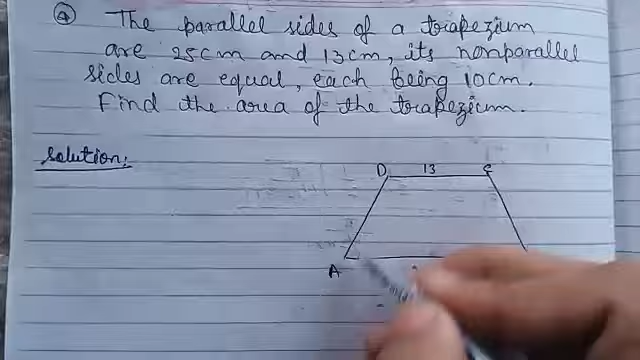 Q The parallel sides of a trapezium
are 25cm and 13cm, its nonparallel
sides are equal, each being 10cm.
Find the area of the trapezium.
Solution:
D 13 C
A